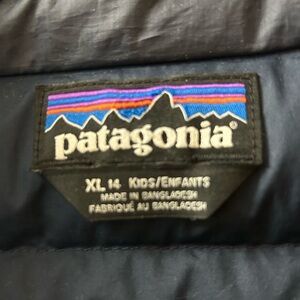 patagonia®
XL 14 KIDS/ENFANTS
MADE IN BANGLADESH
FABRIQUÉ AU BANGLADESH